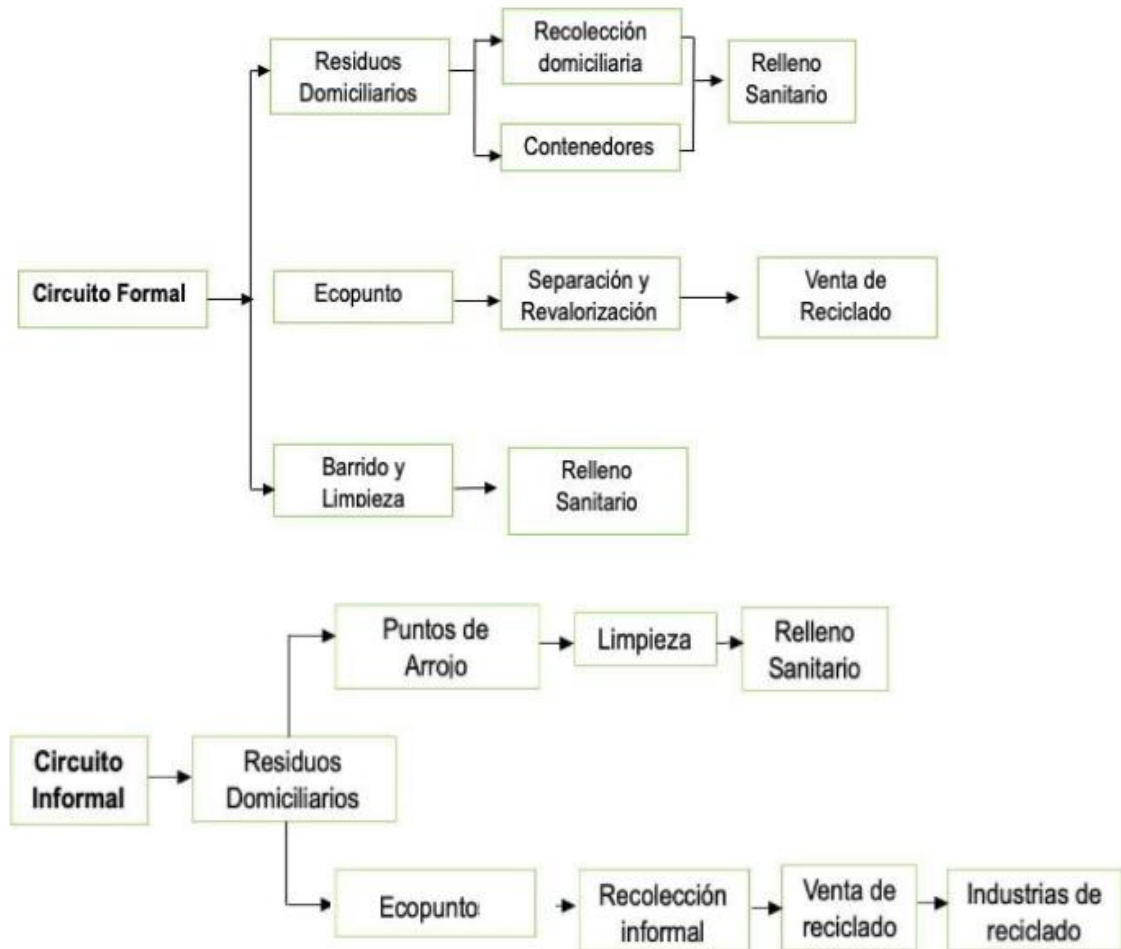 Residuos
Domiciliarios
Recolección
domiciliaria
Contenedores
Relleno
Sanitario
Circuito Formal
Ecopunto
Separación y
Revalorización
Venta de
Reciclado
Barrido y
Limpieza
Relleno
Sanitario
Circuito
Informal
Residuos
Domiciliarios
Puntos de
Arrojo
Limpieza
Relleno
Sanitario
Ecopuntos
Recolección
informal
Venta de
reciclado
Industrias de
reciclado